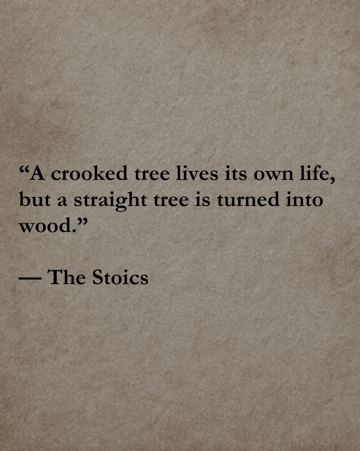 “A crooked tree lives its own life,
but a straight tree is turned into
wood.”
— The Stoics